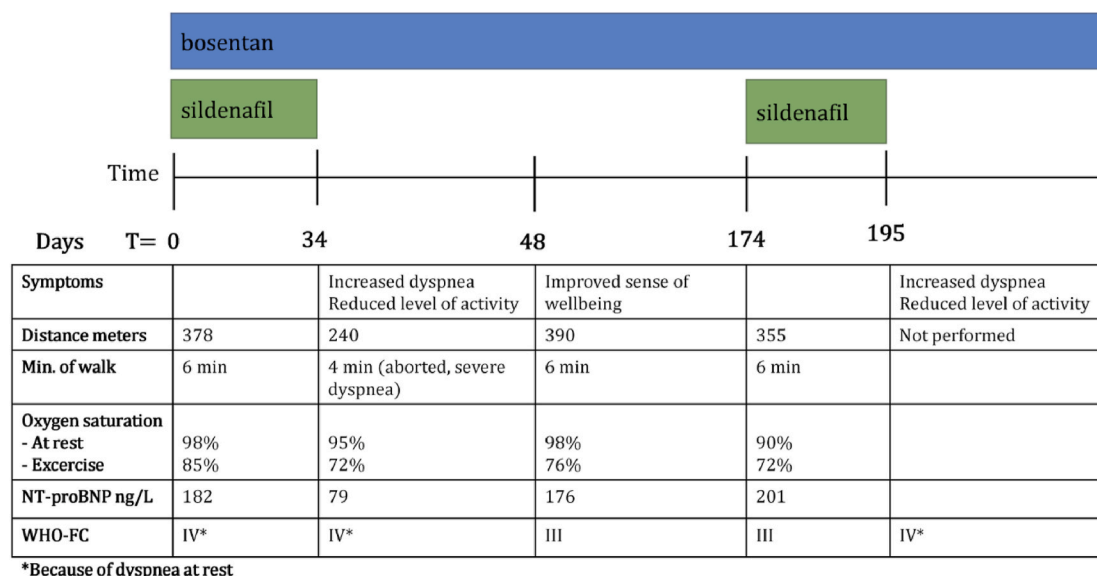 bosentan
sildenafil sildenafil
Time
Days T= 0 34 48 174 195
Symptoms Increased dyspnea Improved sense of Increased dyspnea
Reduced level of activity wellbeing Reduced level of activity
Distance meters 378 240 390 355 Not performed
Min. of walk 6 min 4 min (aborted, severe 6 min 6 min
dyspnea)
Oxygen saturation
- At rest 98% 95% 98% 90%
- Excercise 85% 72% 76% 72%
NT-proBNP ng/L 182 79 176 201
WHO-FC IV* IV* III III IV*
*Because of dyspnea at rest